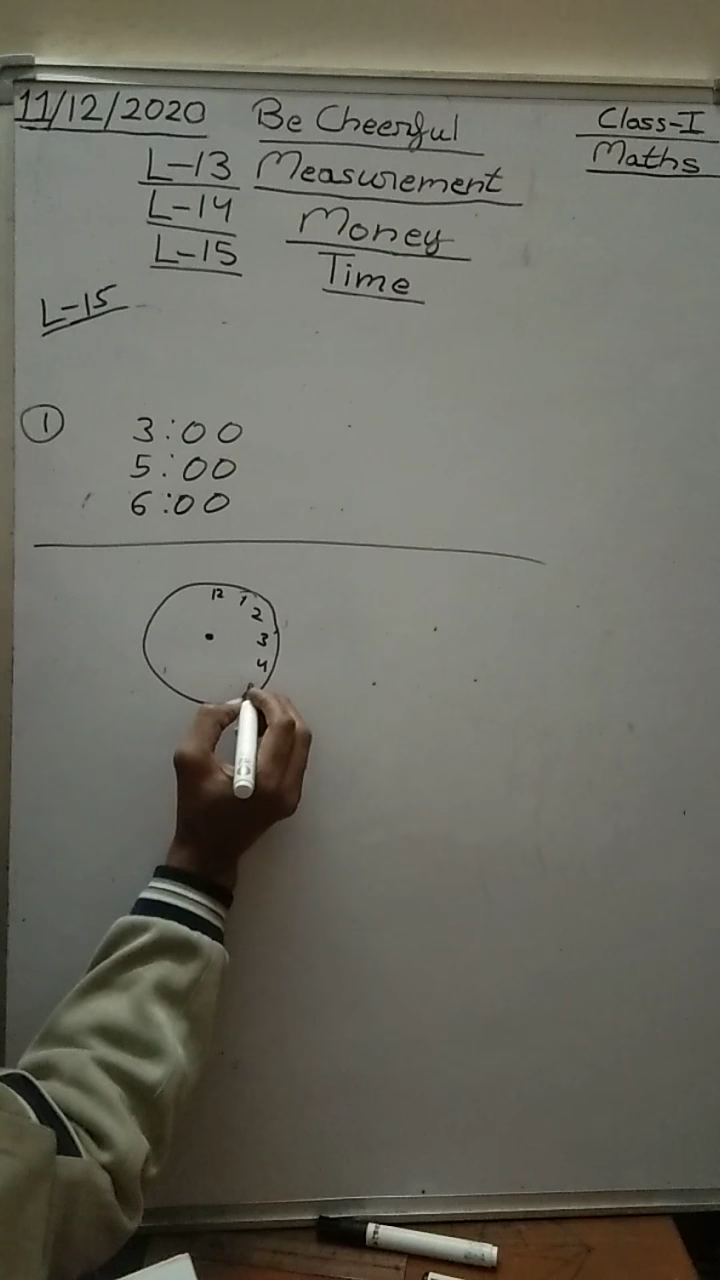 11/12/2020 Be Cheerful Class-I
Maths
L-13 Measurement
L-14 Money
L-15 Time
L-15
1 3:00
5:00
6:00
12 1 2 3 4